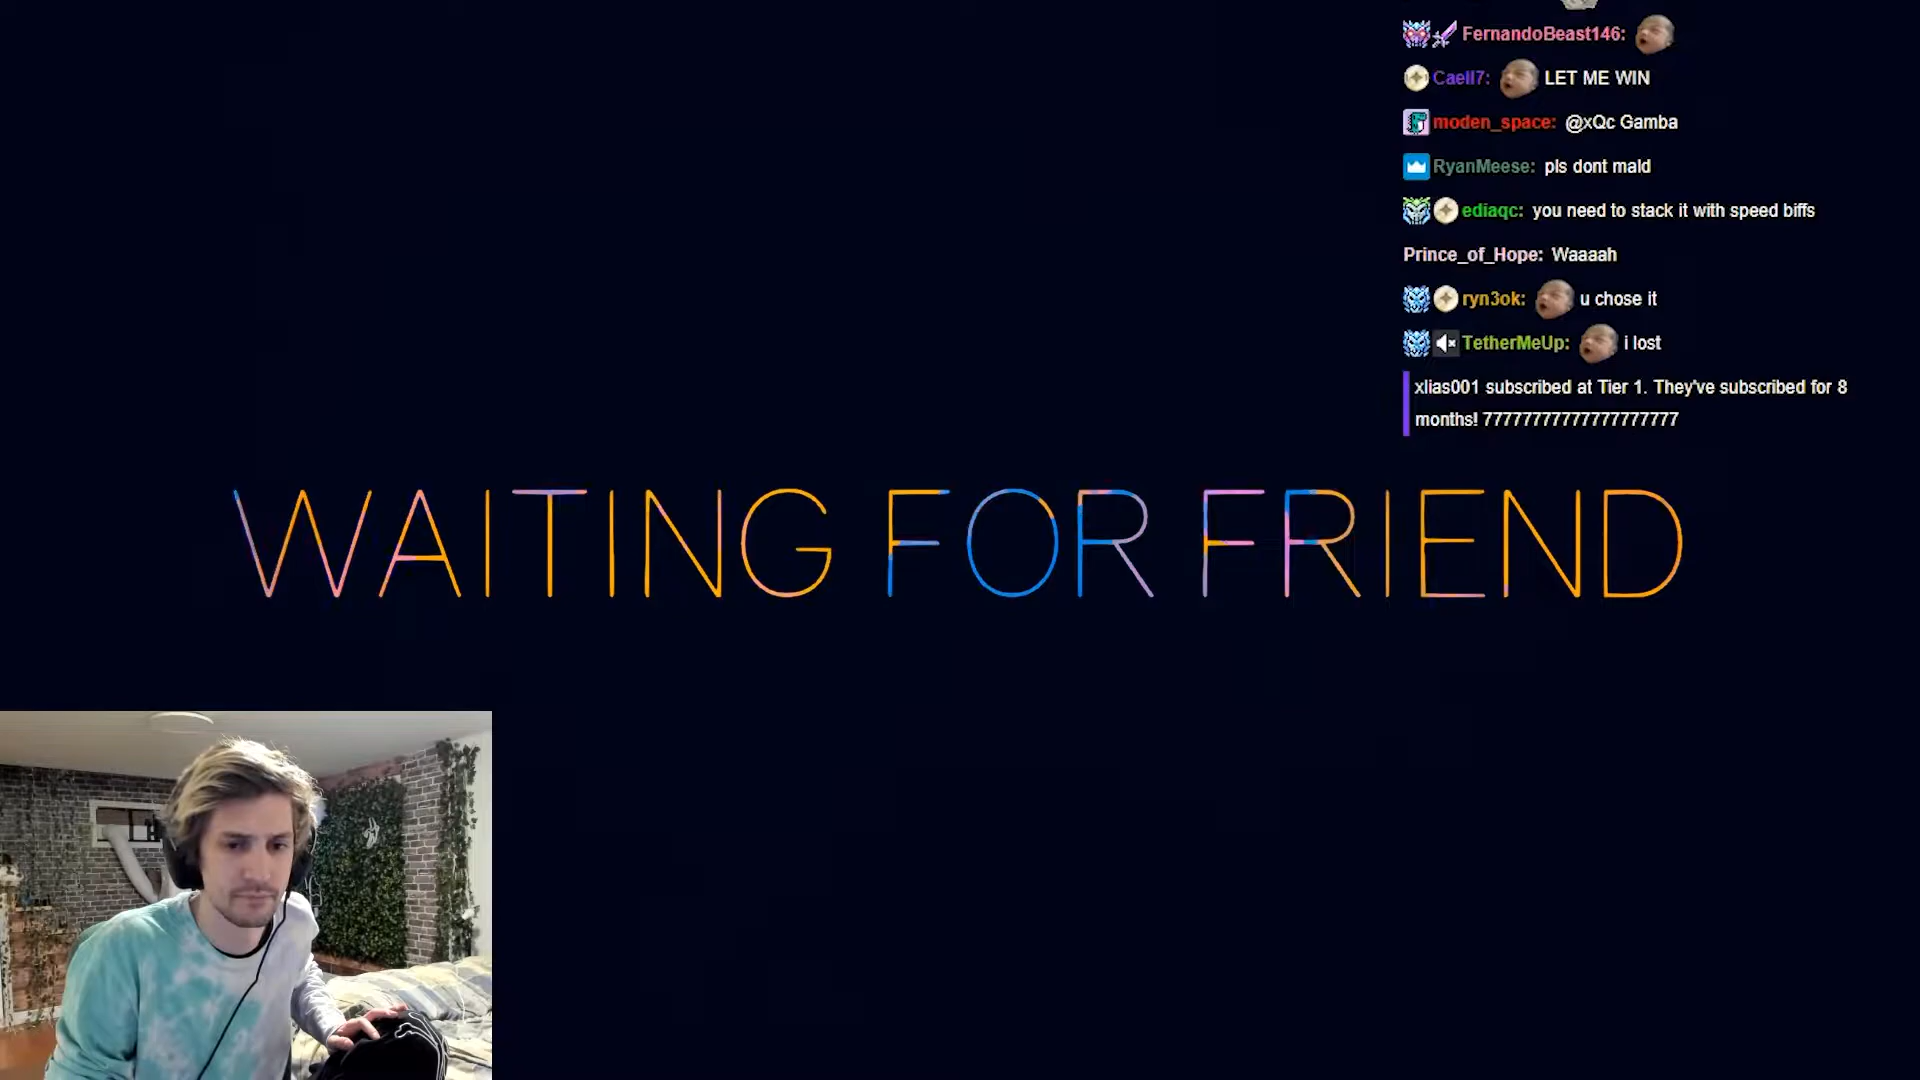 FernandoBeast146:
Caell7: LET ME WIN
moden_space: @xQc Gamba
RyanMeese: pls dont mald
ediaqc: you need to stack it with speed biffs
Prince_of_Hope: Waaaah
ryn3ok: u chose it
TetherMeUp: i lost
xlias001 subscribed at Tier 1. They've subscribed for 8
months! 77777777777777777777
WAITING FOR FRIEND